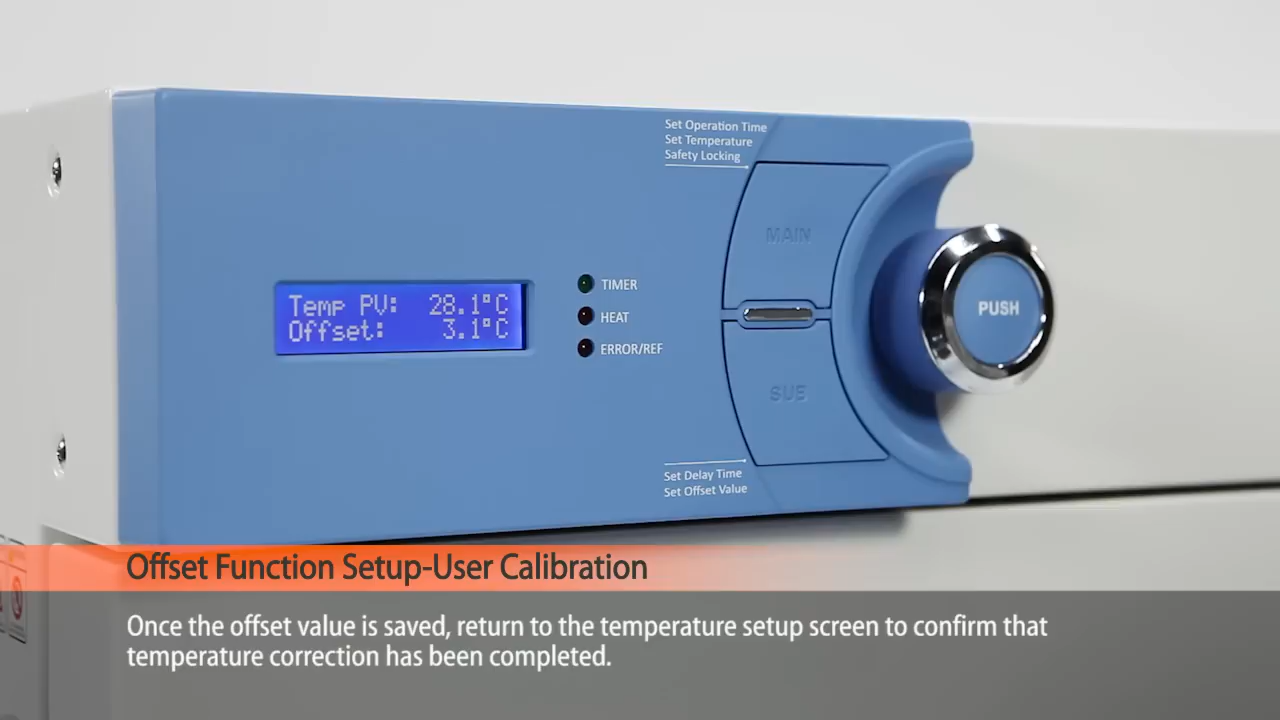 Set Operation Time
Set Temperature
Safety Locking
MAIN
Temp PV: 28.1°C
Offset: 3.1°C
TIMER
HEAT
ERROR/REF
PUSH
SUB
Set Delay Time
Set Offset Value
Offset Function Setup-User Calibration
Once the offset value is saved, return to the temperature setup screen to confirm that
temperature correction has been completed.